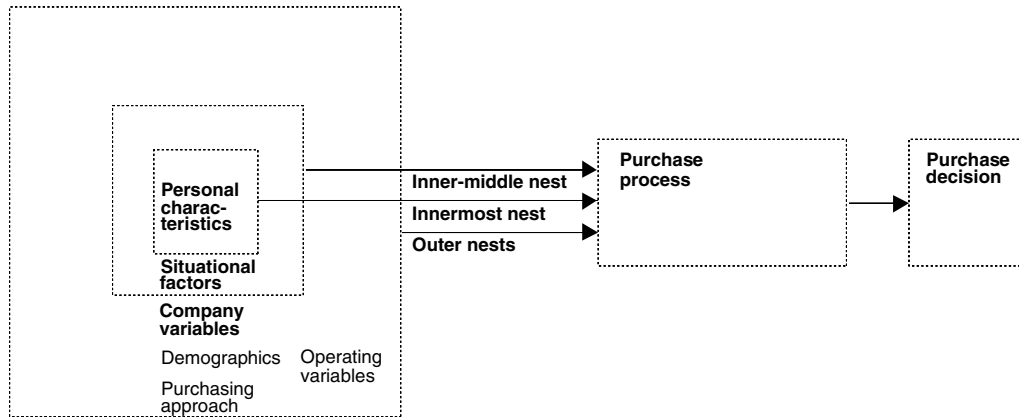 Personal
charac-
teristics
Situational
factors
Company
variables
Demographics
Purchasing
approach
Operating
variables
Inner-middle nest
Innermost nest
Outer nests
Purchase
process
Purchase
decision